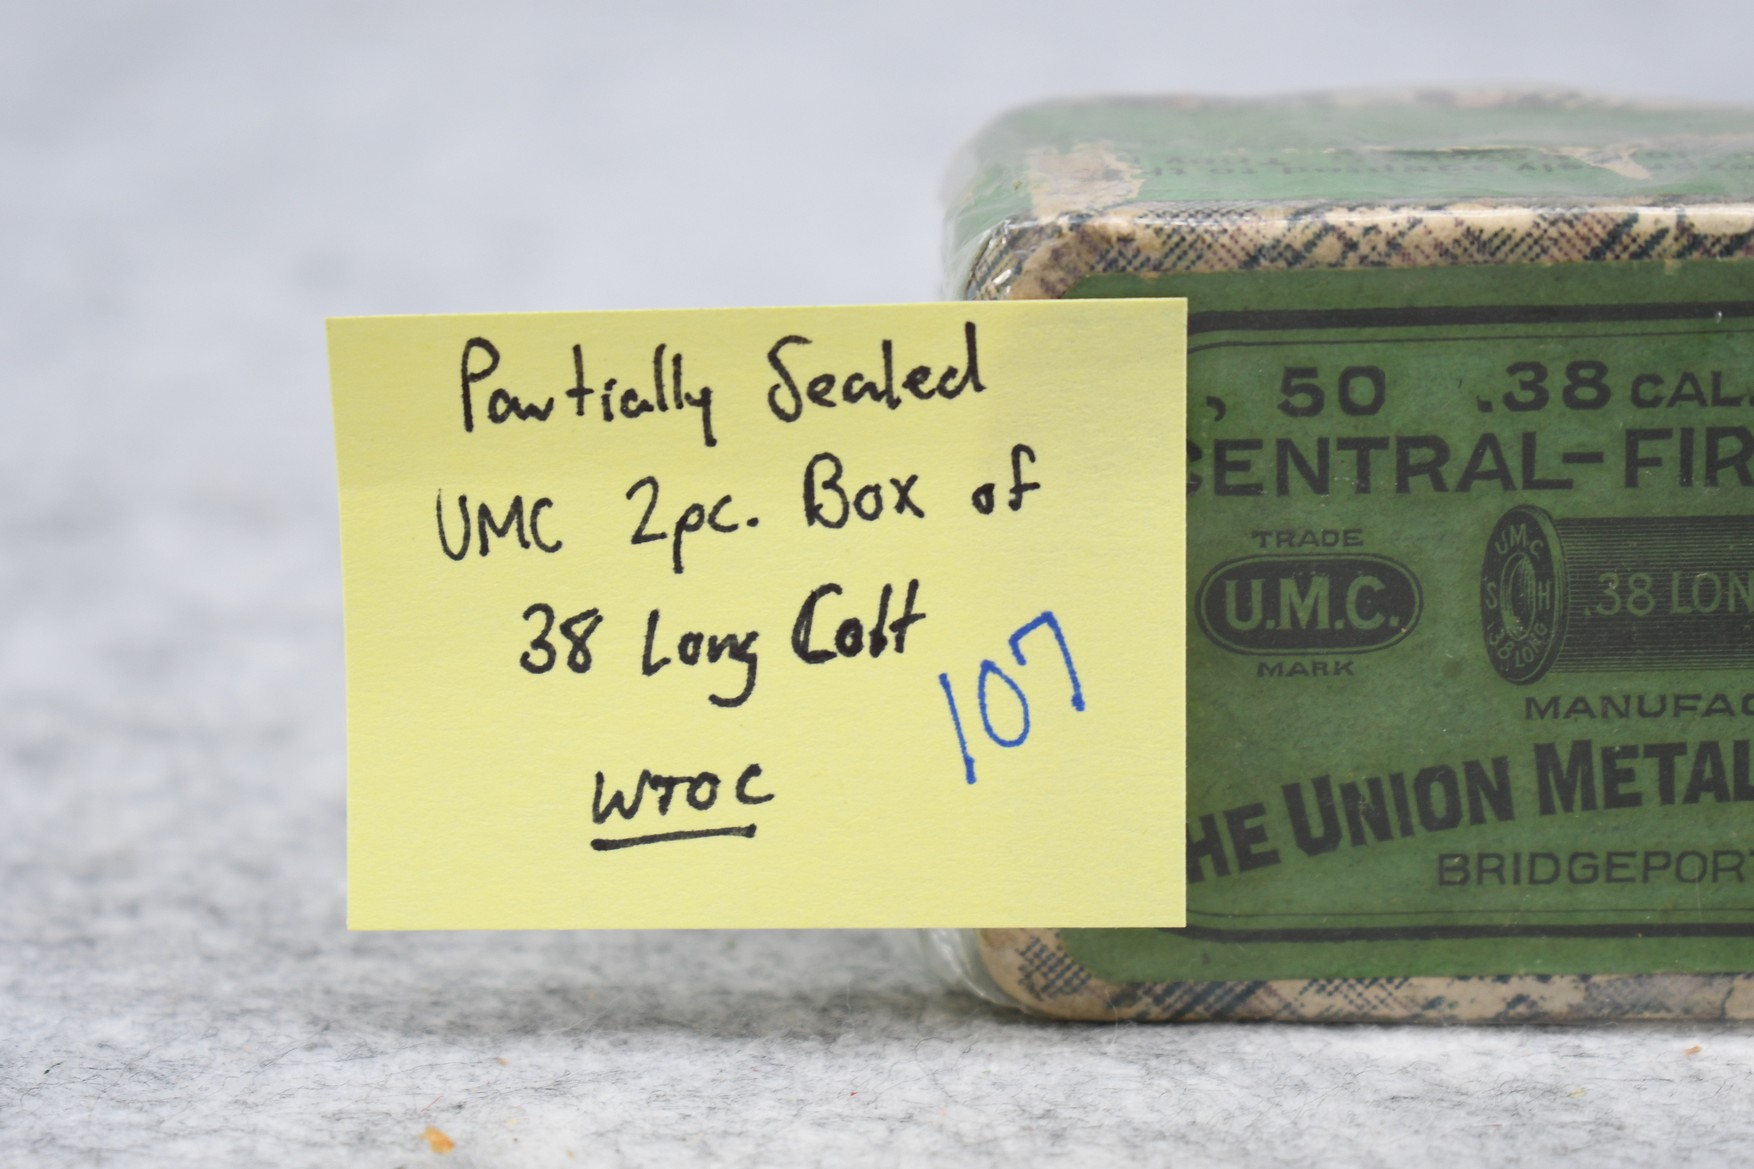 Partially Sealed
UMC 2pc. Box of
38 Long Colt
107
WTOC
, 50 .38 CAL.
CENTRAL-FIR
TRADE
U.M.C.
MARK
U.M.C
S H
.38 LONG
.38 LON
MANUFAC
HE UNION METAL
BRIDGEPORT